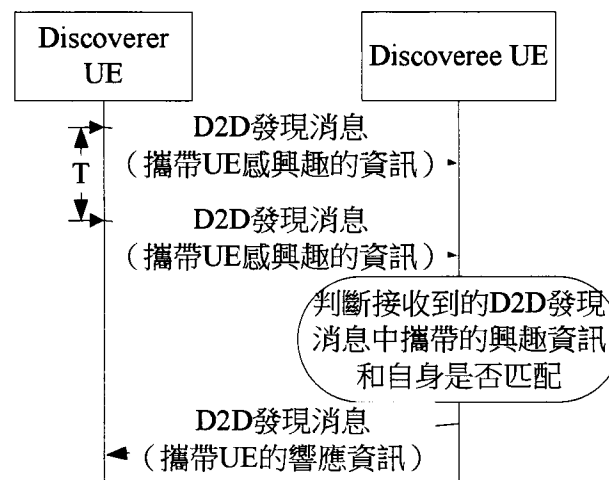 Discoverer
UE
Discoveree UE
D2D發現消息
（攜帶UE感興趣的資訊）
T
D2D發現消息
（攜帶UE感興趣的資訊）
判斷接收到的D2D發現
消息中攜帶的興趣資訊
和自身是否匹配
D2D發現消息
（攜帶UE的響應資訊）